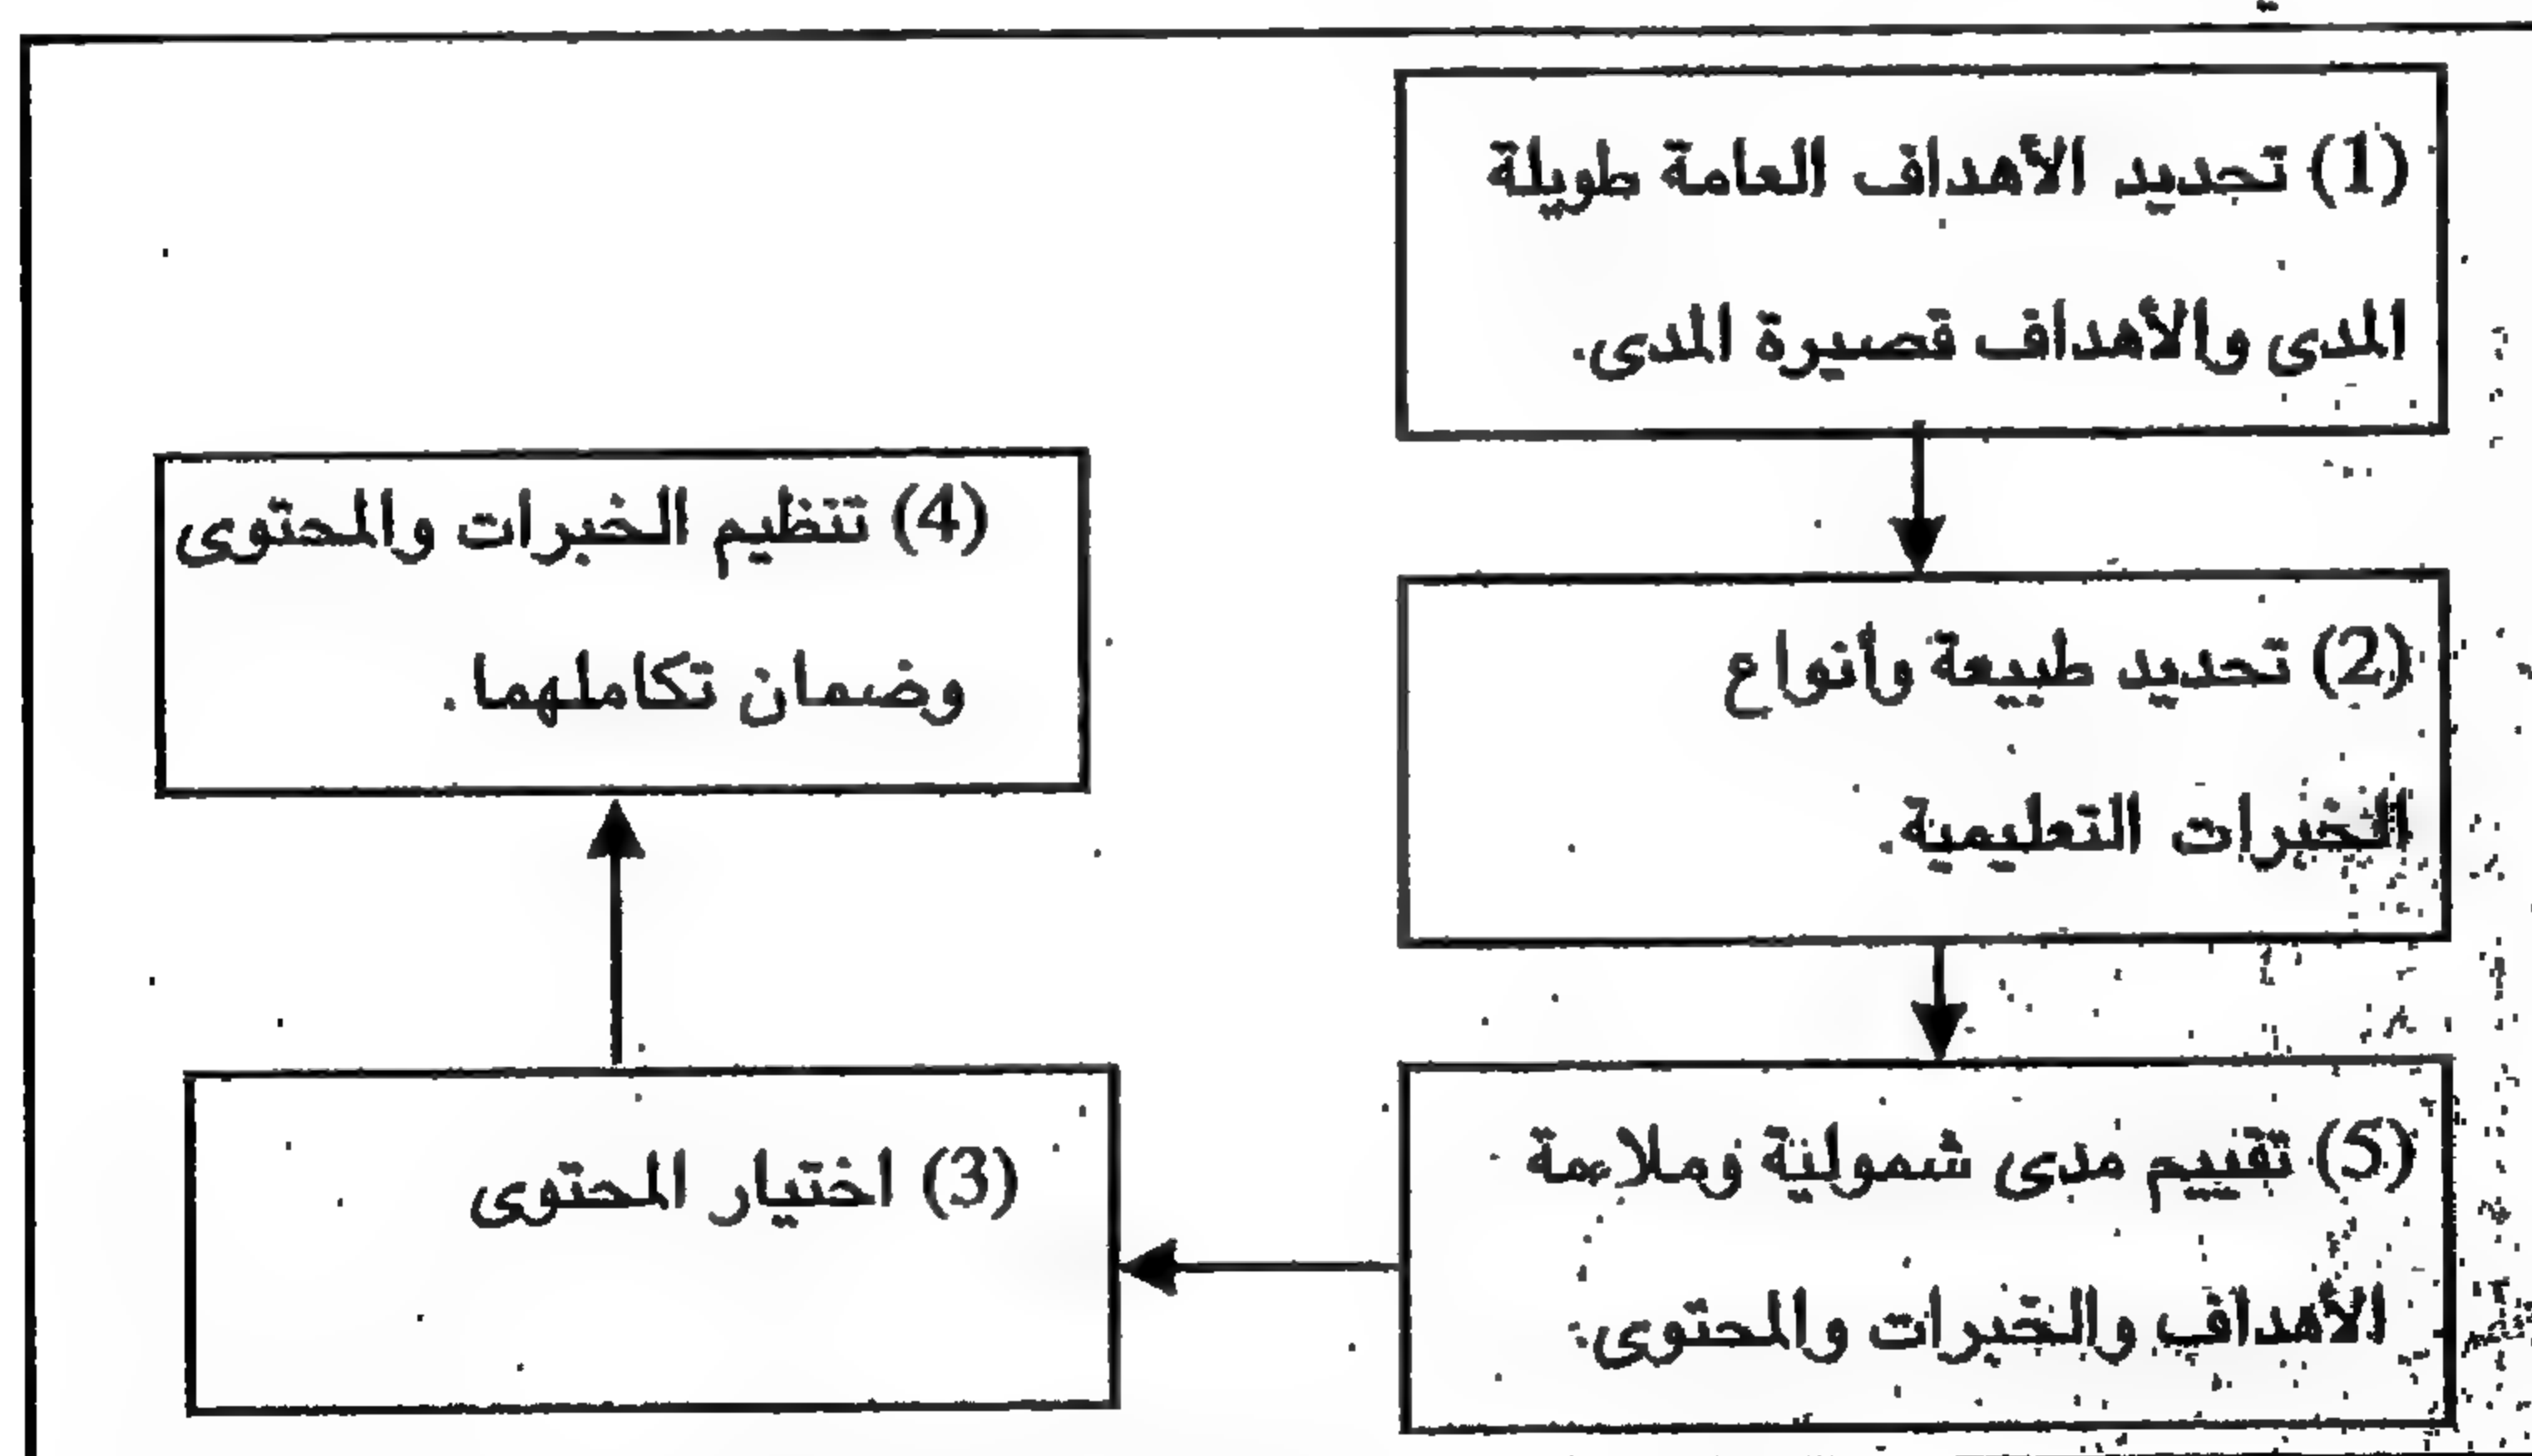 (1) تحديد الأهداف العامة طويلة
المدى والأهداف قصيرة المدى.
(2) تحديد طبيعة وأنواع
الخبرات التعليمية.
(5) تقييم مدى شمولية وملاءمة
الأهداف والخبرات والمحتوى.
(3) اختيار المحتوى
(4) تنظيم الخبرات والمحتوى
وضمان تكاملهما.